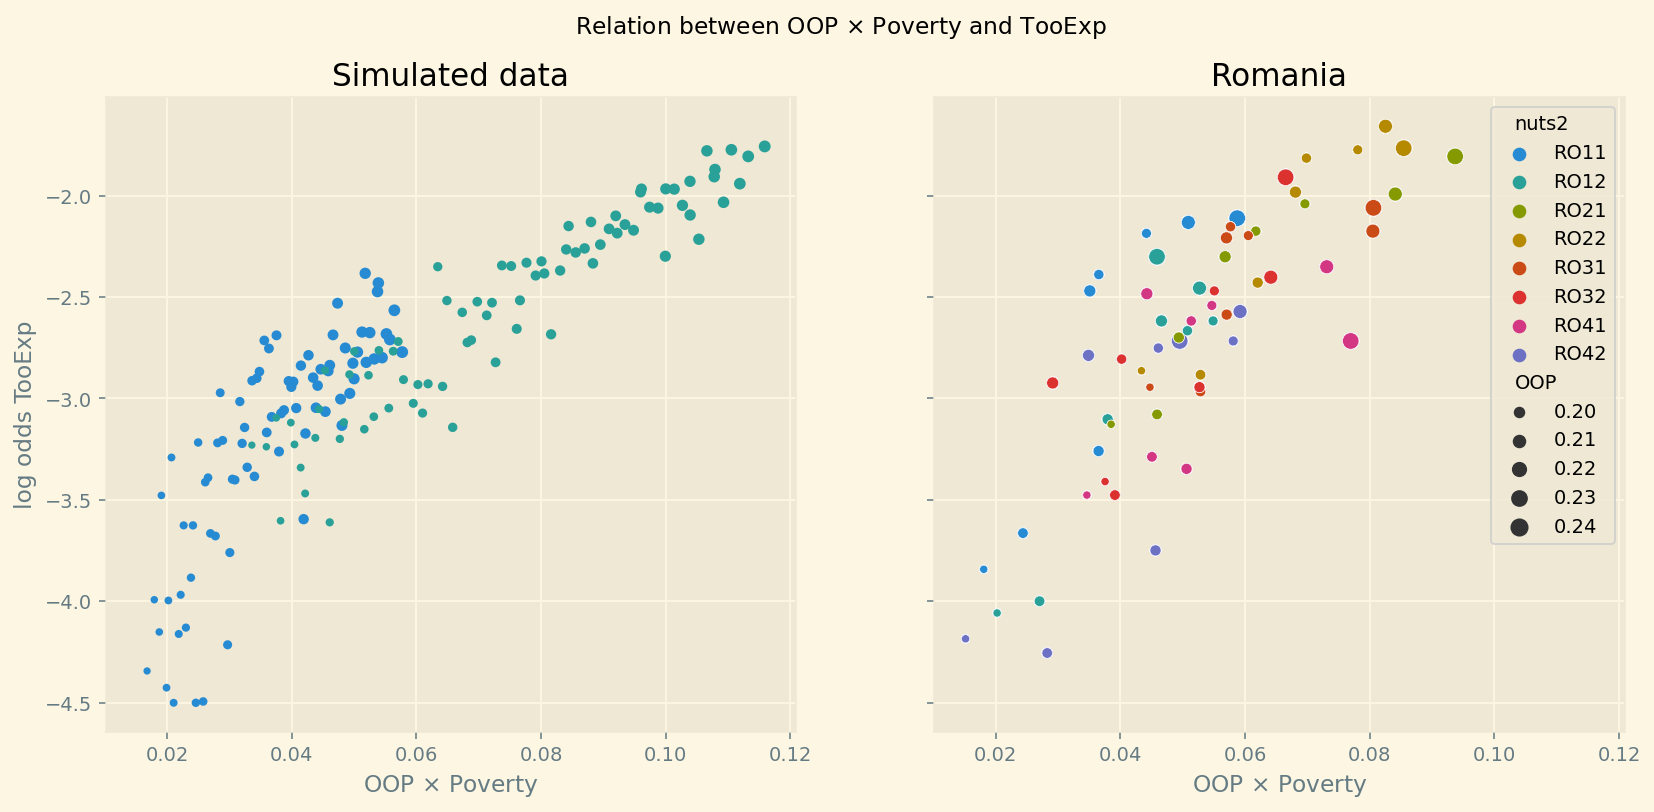 Relation between OOP × Poverty and TooExp
Simulated data
−2.0
−2.5
−3.0
−3.5
−4.0
−4.5
log odds TooExp
0.02 0.04 0.06 0.08 0.10 0.12
OOP × Poverty
Romania
nuts2
RO11
RO12
RO21
RO22
RO31
RO32
RO41
RO42
OOP
0.20
0.21
0.22
0.23
0.24
0.02 0.04 0.06 0.08 0.10 0.12
OOP × Poverty